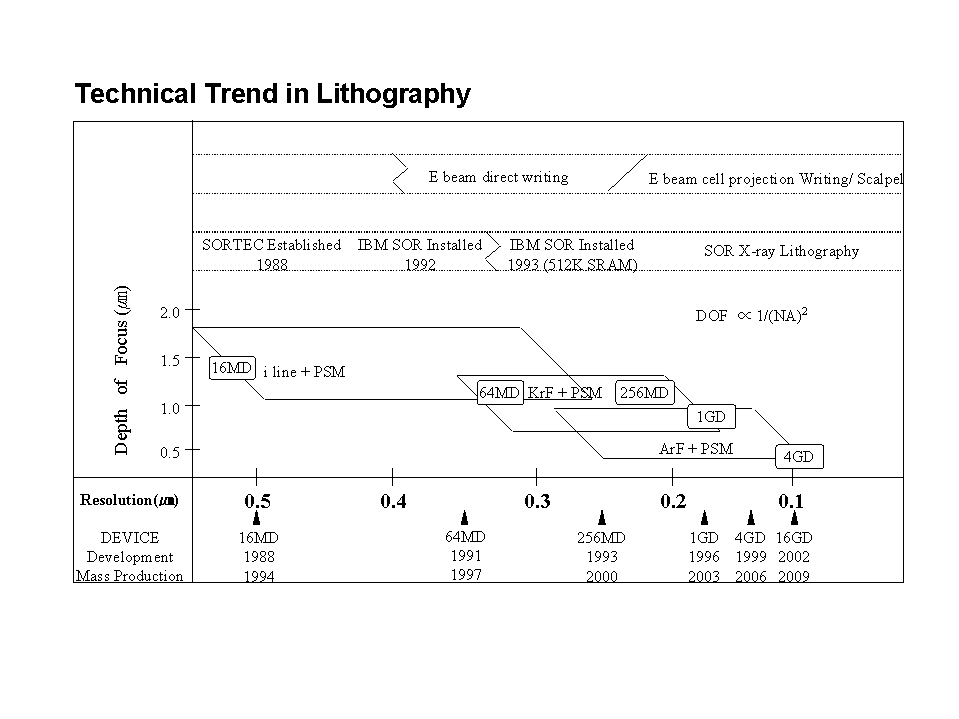 Technical Trend in Lithography
E beam direct writing
E beam cell projection Writing/ Scalpel
SORTEC Established
1988
IBM SOR Installed
1992
IBM SOR Installed
1993 (512K SRAM)
SOR X-ray Lithography
Depth of Focus (㎛)
2.0
1.5
1.0
0.5
DOF ∝ 1/(NA)²
16MD
i line + PSM
64MD
KrF + PSM
256MD
1GD
ArF + PSM
4GD
Resolution(㎛) 0.5 0.4 0.3 0.2 0.1
DEVICE 16MD 64MD 256MD 1GD 4GD 16GD
Development 1988 1991 1993 1996 1999 2002
Mass Production 1994 1997 2000 2003 2006 2009